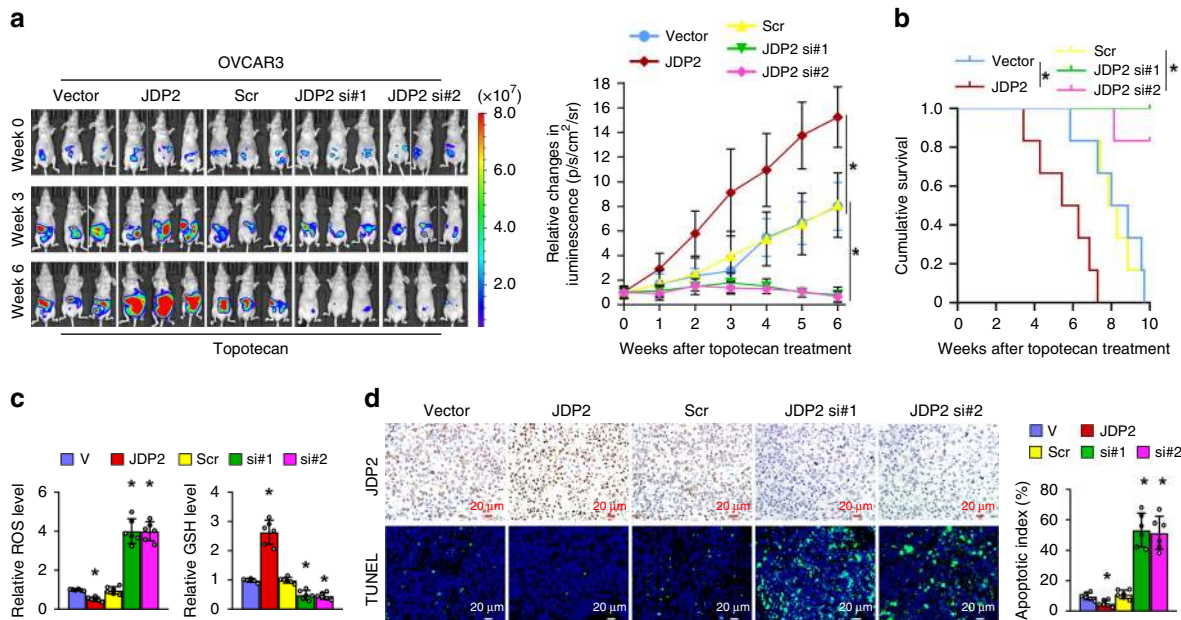 a
OVCAR3
Vector JDP2 Scr JDP2 si#1 JDP2 si#2 (×10⁷)
8.0
6.0
4.0
2.0
Week 0
Week 3
Week 6
Topotecan
Vector
JDP2
Scr
JDP2 si#1
JDP2 si#2
Relative changes in
iuminescence (p/s/cm²/sr)
18
16
14
12
10
8
6
4
2
0
0 1 2 3 4 5 6
*
*
Weeks after topotecan treatment
b
Vector
JDP2
*
Scr
JDP2 si#1
JDP2 si#2
*
Cumulative survival
1.0
0.8
0.6
0.4
0.2
0
0 2 4 6 8 10
Weeks after topotecan treatment
c
V JDP2 Scr si#1 si#2
Relative ROS level
6
4
2
0
* * *
Relative GSH level
4
3
2
1
0
* * *
d
Vector JDP2 Scr JDP2 si#1 JDP2 si#2
JDP2
20 µm 20 µm 20 µm 20 µm 20 µm
TUNEL
20 µm 20 µm 20 µm 20 µm 20 µm
V JDP2
Scr si#1 si#2
Apoptotic index (%)
80
60
40
20
0
* * *